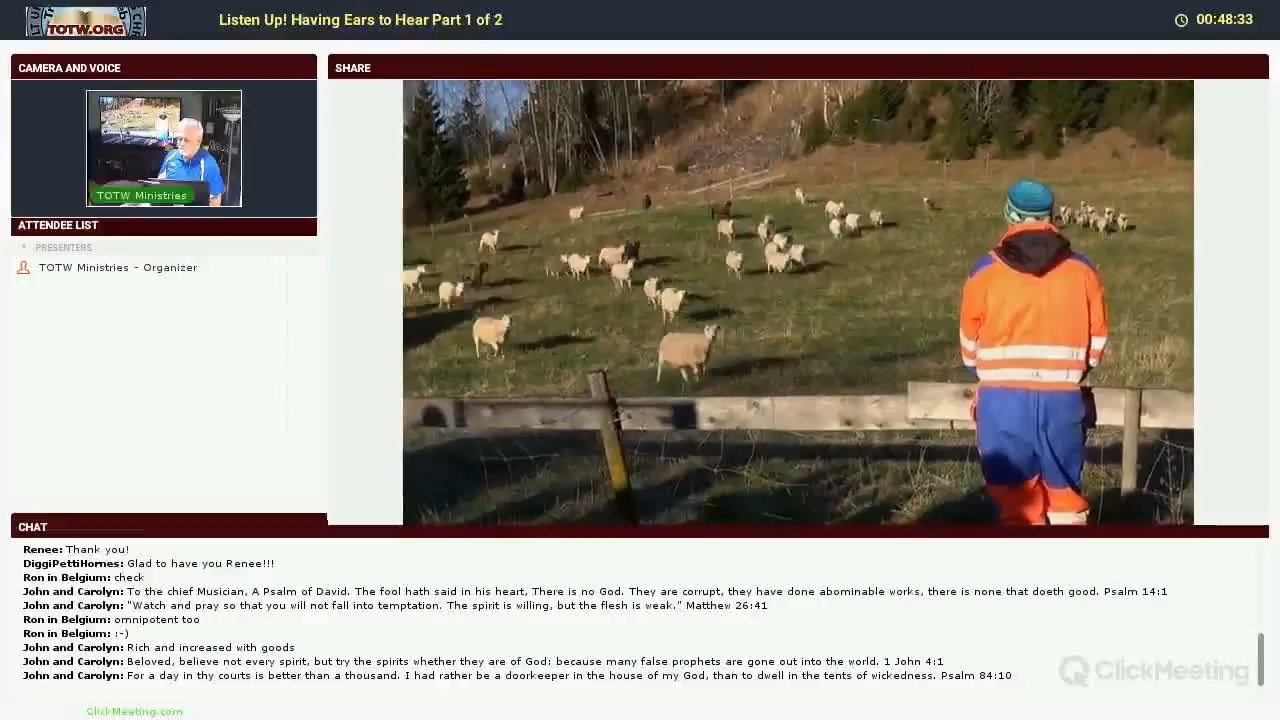 TOTW.ORG
Listen Up! Having Ears to Hear Part 1 of 2
00:48:33
CAMERA AND VOICE
SHARE
TOTW Ministries
ATTENDEE LIST
PRESENTERS
TOTW Ministries - Organizer
CHAT
Renee: Thank you!
DiggiPettiHornes: Glad to have you Renee!!!
Ron in Belgium: check
John and Carolyn: To the chief Musician, A Psalm of David. The fool hath said in his heart, There is no God. They are corrupt, they have done abominable works, there is none that doeth good. Psalm 14:1
John and Carolyn: "Watch and pray so that you will not fall into temptation. The spirit is willing, but the flesh is weak." Matthew 26:41
Ron in Belgium: omnipotent too
Ron in Belgium: :-)
John and Carolyn: Rich and increased with goods
John and Carolyn: Beloved, believe not every spirit, but try the spirits whether they are of God: because many false prophets are gone out into the world. 1 John 4:1
John and Carolyn: For a day in thy courts is better than a thousand. I had rather be a doorkeeper in the house of my God, than to dwell in the tents of wickedness. Psalm 84:10
ClickMeeting
ClickMeeting.com